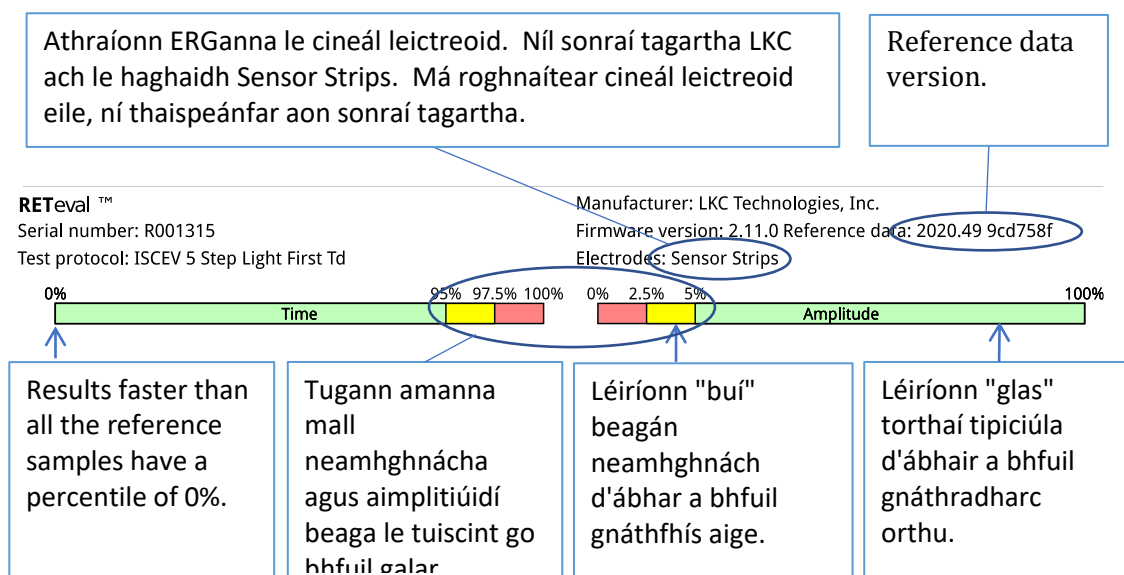 Athraíonn ERGanna le cineál leictreoid.  Níl sonraí tagartha LKC
ach le haghaidh Sensor Strips.  Má roghnaítear cineál leictreoid
eile, ní thaispeánfar aon sonraí tagartha.
Reference data
version.
RETeval ™
Serial number: R001315
Test protocol: ISCEV 5 Step Light First Td
Manufacturer: LKC Technologies, Inc.
Firmware version: 2.11.0 Reference data: 2020.49 9cd758f
Electrodes: Sensor Strips
0% 95% 97.5% 100% 0% 2.5% 5% 100%
Time Amplitude
Results faster than
all the reference
samples have a
percentile of 0%.
Tugann amanna
mall
neamhghnácha
agus aimplitiúidí
beaga le tuiscint go
bhfuil galar
Léiríonn "buí"
beagán
neamhghnách
d'ábhar a bhfuil
gnáthfhís aige.
Léiríonn "glas"
torthaí tipiciúla
d'ábhair a bhfuil
gnáthradharc
orthu.